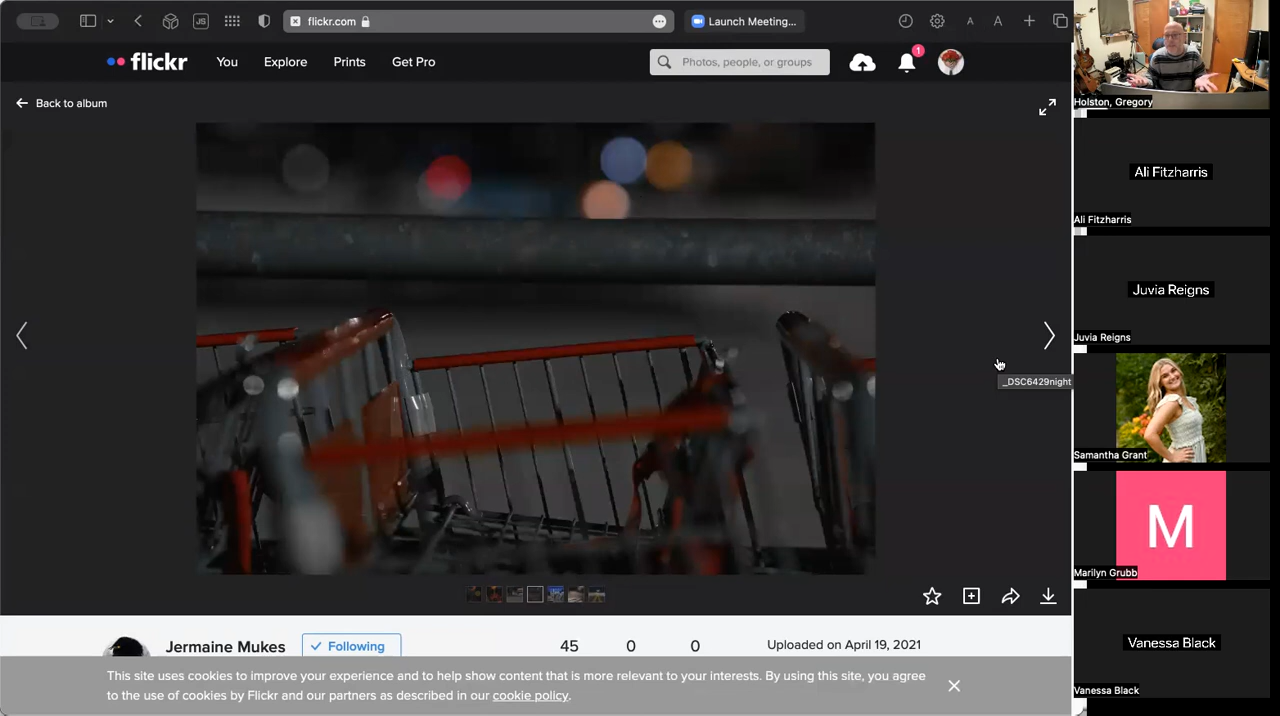 JS
flickr.com
Launch Meeting...
A A
flickr
You Explore Prints Get Pro
Photos, people, or groups
1
Back to album
_DSC6429night
Jermaine Mukes
Following
45 0 0
Uploaded on April 19, 2021
This site uses cookies to improve your experience and to help show content that is more relevant to your interests. By using this site, you agree
to the use of cookies by Flickr and our partners as described in our cookie policy.
Holston, Gregory
Ali Fitzharris
Ali Fitzharris
Juvia Reigns
Juvia Reigns
Samantha Grant
M
Marilyn Grubb
Vanessa Black
Vanessa Black